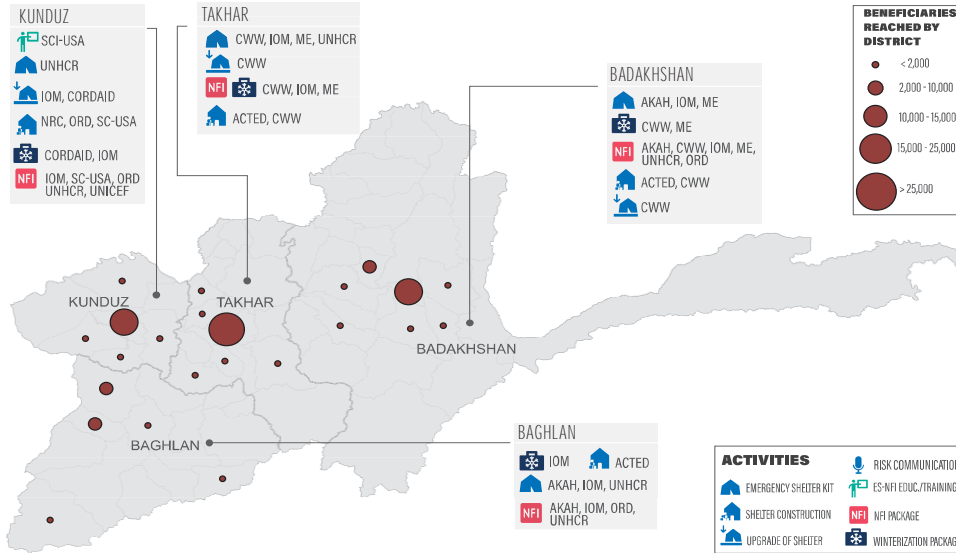 KUNDUZ
SCI-USA
UNHCR
IOM, CORDAID
NRC, ORD, SC-USA
CORDAID, IOM
NFI IOM, SC-USA, ORD
UNHCR, UNICEF
TAKHAR
CWW, IOM, ME, UNHCR
CWW
NFI CWW, IOM, ME
ACTED, CWW
BADAKHSHAN
AKAH, IOM, ME
CWW, ME
NFI AKAH, CWW, IOM, ME,
UNHCR, ORD
ACTED, CWW
CWW
BENEFICIARIES
REACHED BY
DISTRICT
< 2,000
2,000 - 10,000
10,000 - 15,000
15,000 - 25,000
> 25,000
KUNDUZ
TAKHAR
BADAKHSHAN
BAGHLAN
BAGHLAN
IOM ACTED
AKAH, IOM, UNHCR
NFI AKAH, IOM, ORD,
UNHCR
ACTIVITIES
EMERGENCY SHELTER KIT
SHELTER CONSTRUCTION
UPGRADE OF SHELTER
RISK COMMUNICATION
ES-NFI EDUC./TRAINING
NFI NFI PACKAGE
WINTERIZATION PACKAG